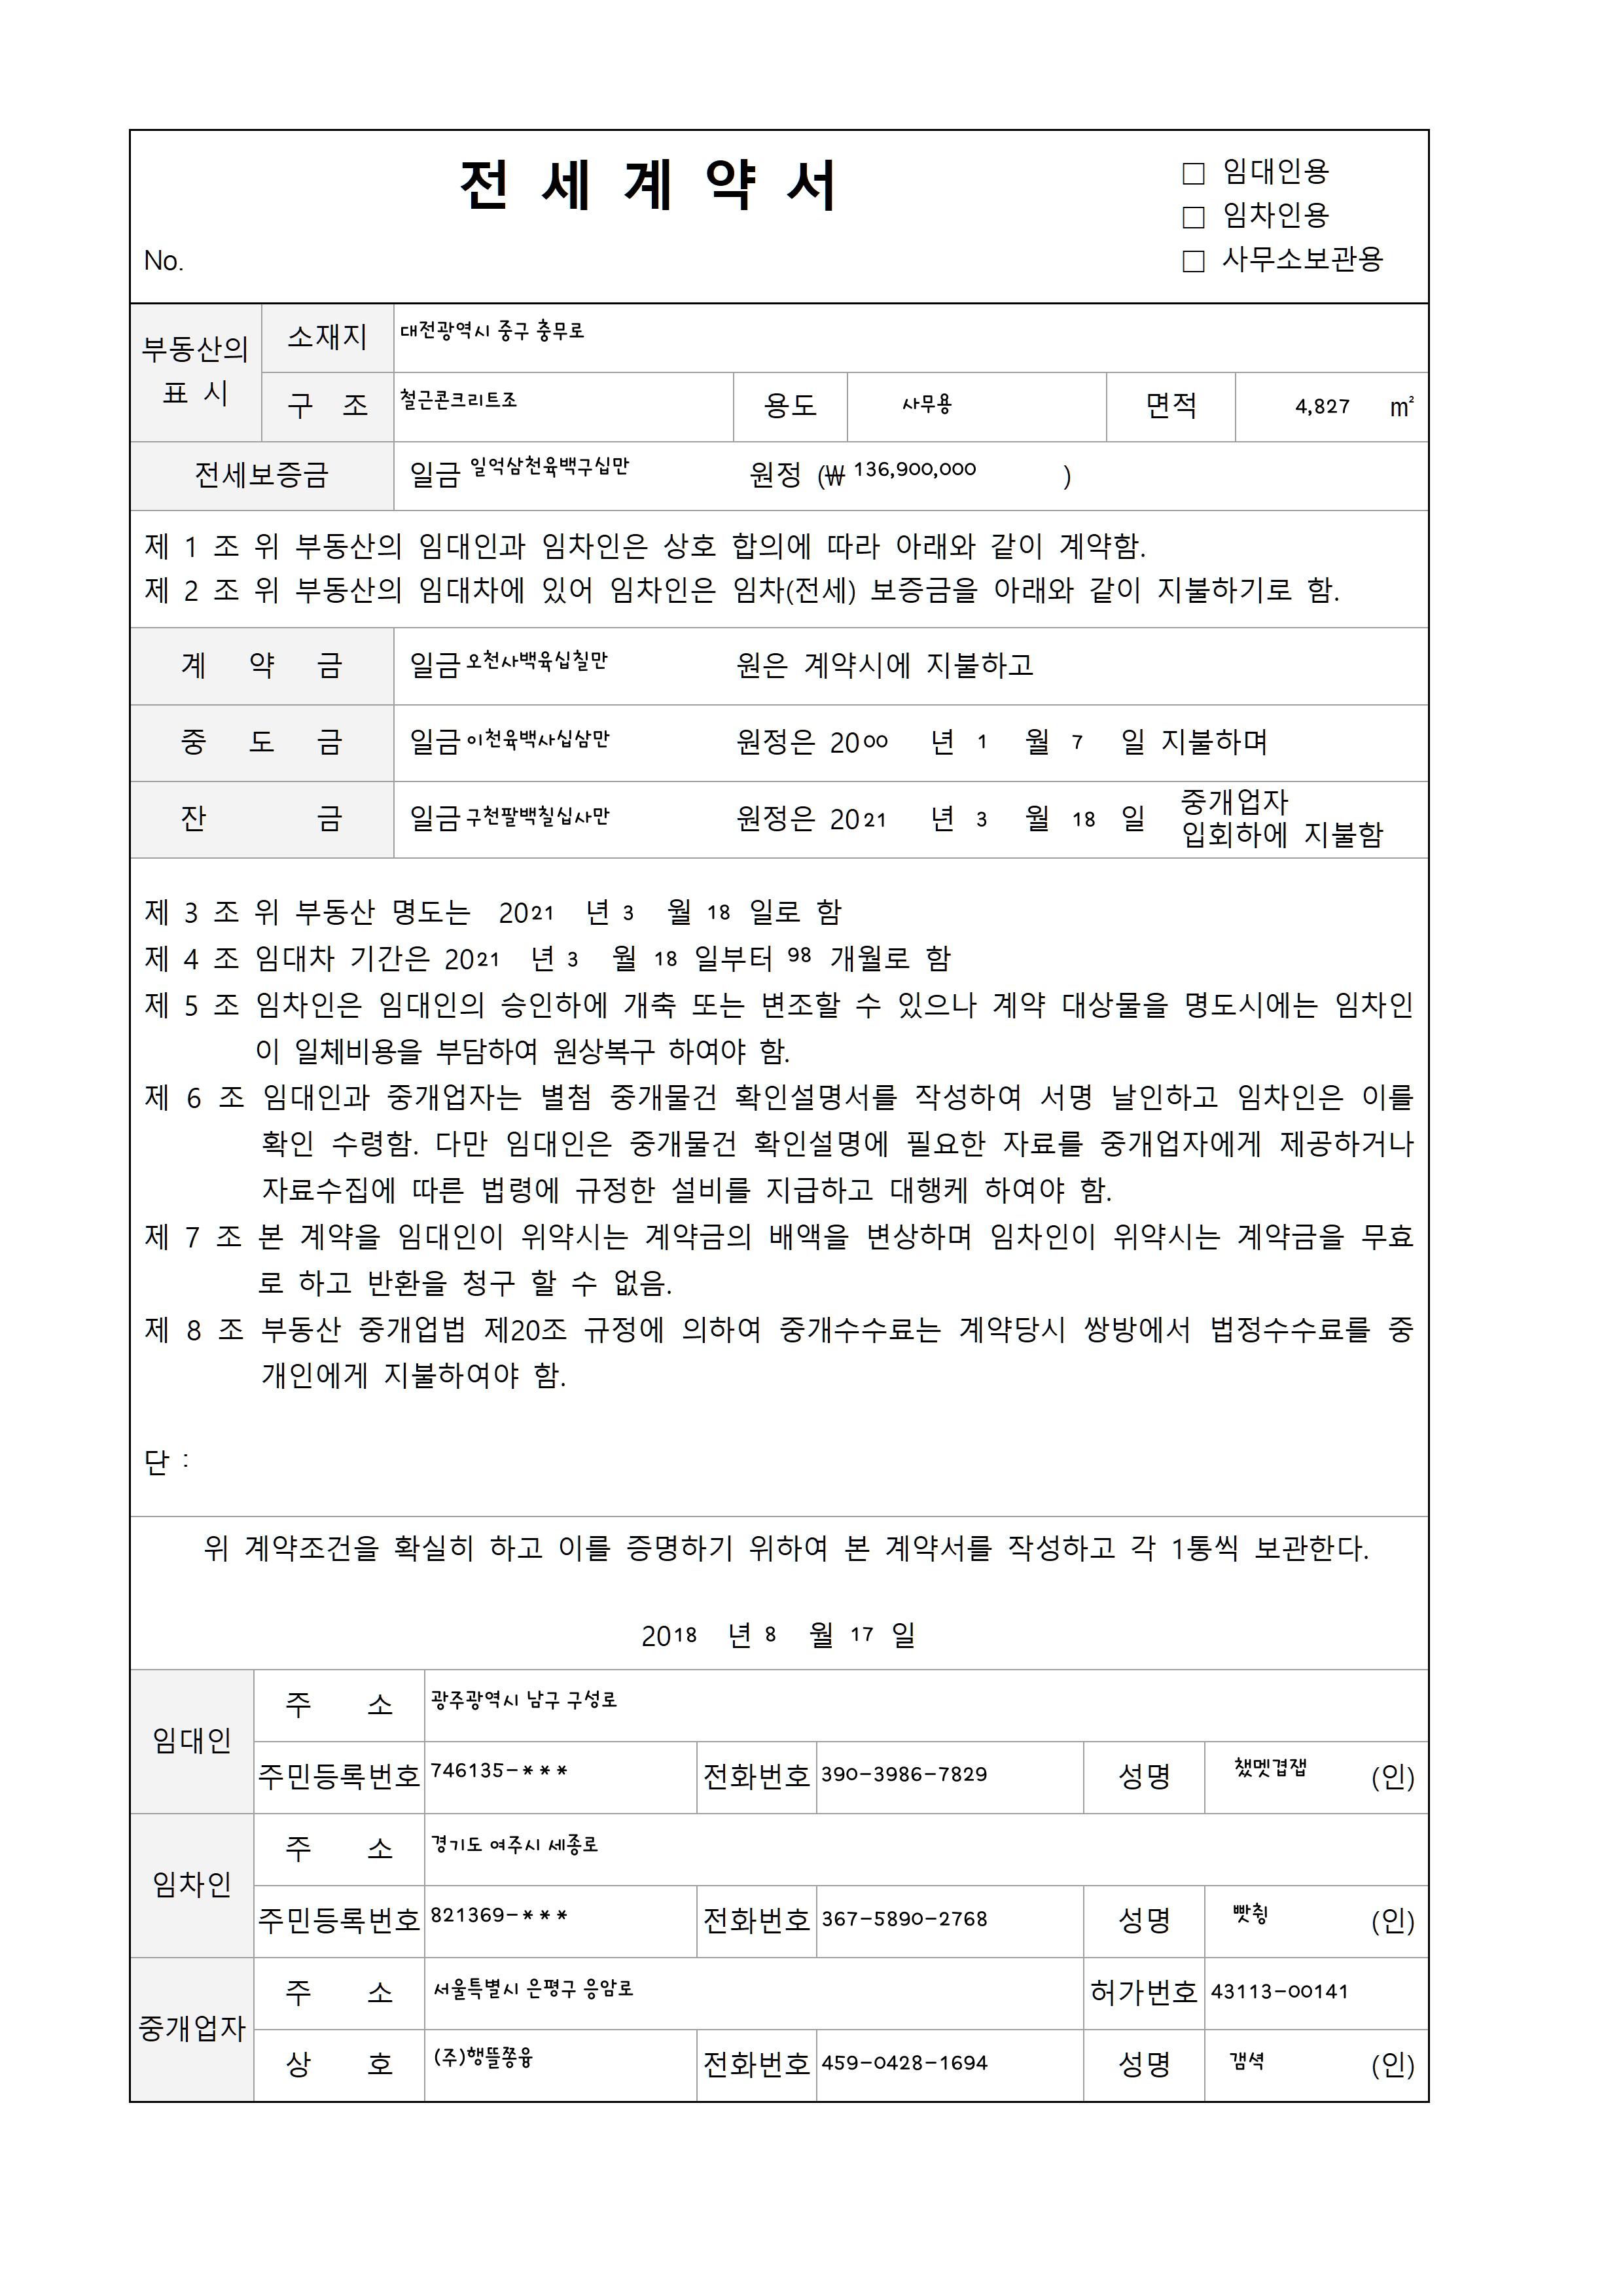 전 세 계 약 서
□ 임대인용
□ 임차인용
No.
□ 사무소보관용
부동산의 표 시
소재지 대전광역시 중구 충무로
구 조 철근콘크리트조 용도 사무용 면적 4,827 ㎡
전세보증금 일금 일억삼천육백구십만 원정 (₩ 136,900,000 )
제 1 조 위 부동산의 임대인과 임차인은 상호 합의에 따라 아래와 같이 계약함.
제 2 조 위 부동산의 임대차에 있어 임차인은 임차(전세) 보증금을 아래와 같이 지불하기로 함.
계 약 금 일금 오천사백육십칠만 원은 계약시에 지불하고
중 도 금 일금 이천육백사십삼만 원정은 2000 년 1 월 7 일 지불하며
잔 금 일금 구천팔백칠십사만 원정은 2021 년 3 월 18 일 중개업자 입회하에 지불함
제 3 조 위 부동산 명도는 2021 년 3 월 18 일로 함
제 4 조 임대차 기간은 2021 년 3 월 18 일부터 98 개월로 함
제 5 조 임차인은 임대인의 승인하에 개축 또는 변조할 수 있으나 계약 대상물을 명도시에는 임차인
이 일체비용을 부담하여 원상복구 하여야 함.
제 6 조 임대인과 중개업자는 별첨 중개물건 확인설명서를 작성하여 서명 날인하고 임차인은 이를
확인 수령함. 다만 임대인은 중개물건 확인설명에 필요한 자료를 중개업자에게 제공하거나
자료수집에 따른 법령에 규정한 설비를 지급하고 대행케 하여야 함.
제 7 조 본 계약을 임대인이 위약시는 계약금의 배액을 변상하며 임차인이 위약시는 계약금을 무효
로 하고 반환을 청구 할 수 없음.
제 8 조 부동산 중개업법 제20조 규정에 의하여 중개수수료는 계약당시 쌍방에서 법정수수료를 중
개인에게 지불하여야 함.
단 :
위 계약조건을 확실히 하고 이를 증명하기 위하여 본 계약서를 작성하고 각 1통씩 보관한다.
2018 년 8 월 17 일
임대인
주 소 광주광역시 남구 구성로
주민등록번호 746135-*** 전화번호 390-3986-7829 성명 (인)
임차인
주 소 경기도 여주시 세종로
주민등록번호 821369-*** 전화번호 367-5890-2768 성명 (인)
중개업자
주 소 서울특별시 은평구 응암로 허가번호 43113-00141
상 호 전화번호 459-0428-1694 성명 (인)